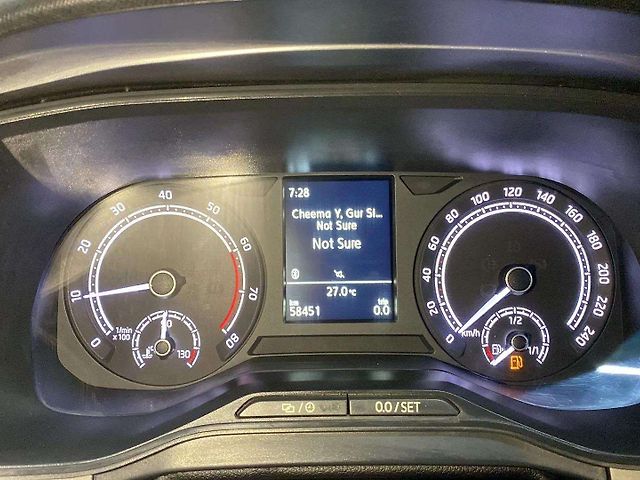 7:28
Cheema Y, Gur Si...
Not Sure
Not Sure
27.0 °C
km trip
58451 0.0
0 10 20 30 40 50 60 70 80
1/min
x 100
130
0 20 40 60 80 100 120 140 160 180 200 220 240
km/h
1/2
1/1
0.0 / SET